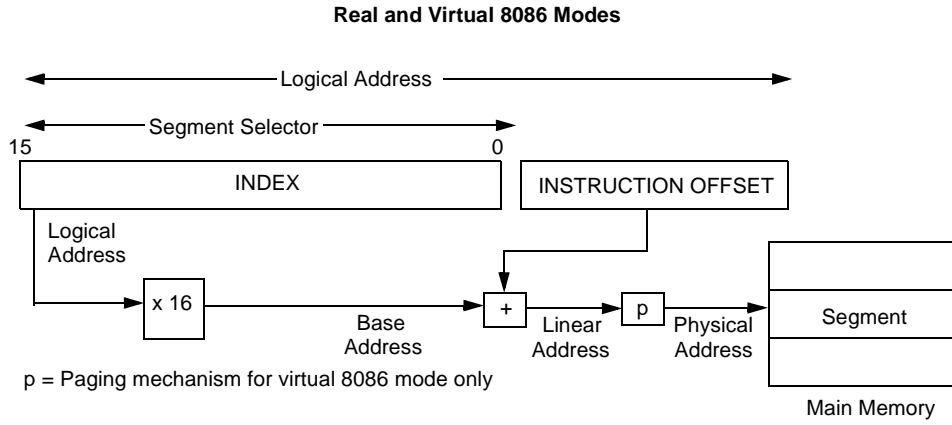 Real and Virtual 8086 Modes
Logical Address
Segment Selector
15
0
INDEX
INSTRUCTION OFFSET
Logical
Address
x 16
+
p
Base
Address
Linear
Address
Physical
Address
Segment
p = Paging mechanism for virtual 8086 mode only
Main Memory